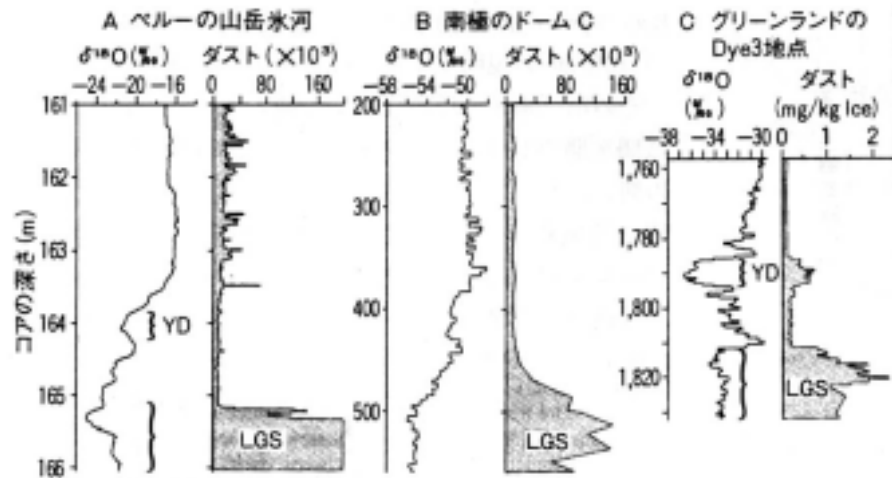 A ペルーの山岳氷河
δ¹⁸O(‰) ダスト(×10³)
−24 −20 −16 0 80 160
コアの深さ(m)
161
162
163
164
165
166
YD
LGS
B 南極のドームC
δ¹⁸O(‰) ダスト(×10³)
−58 −54 −50 0 80 160
200
300
400
500
LGS
C グリーンランドの
Dye3地点
δ¹⁸O ダスト
(‰) (mg/kg Ice)
−38 −34 −30 0 1 2
1,760
1,780
1,800
1,820
YD
LGS